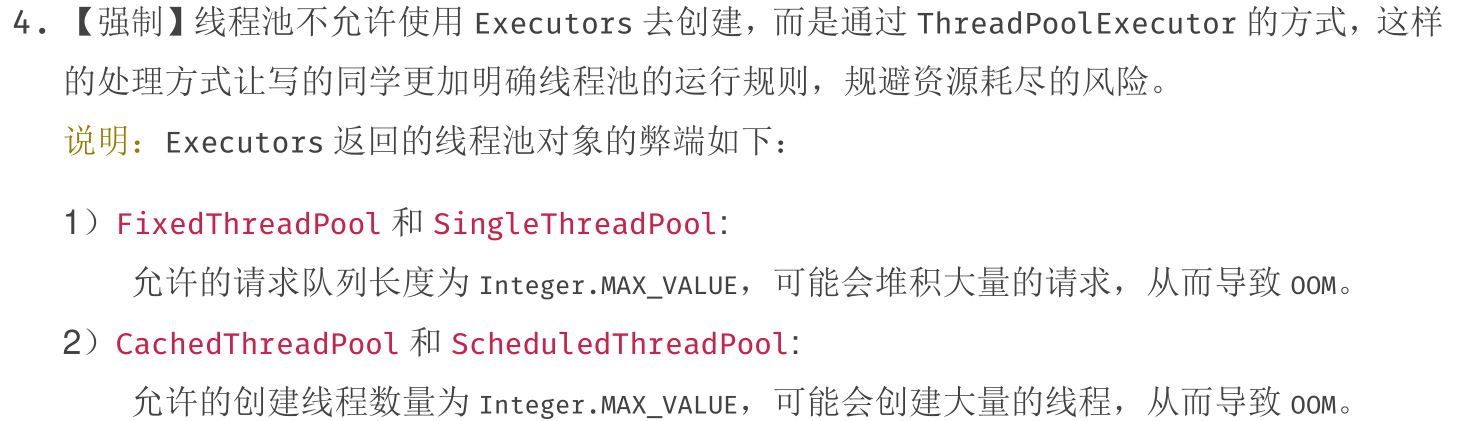 4. 【强制】线程池不允许使用 Executors 去创建，而是通过 ThreadPoolExecutor 的方式，这样
的处理方式让写的同学更加明确线程池的运行规则，规避资源耗尽的风险。
说明：Executors 返回的线程池对象的弊端如下：
1）FixedThreadPool 和 SingleThreadPool:
允许的请求队列长度为 Integer.MAX_VALUE，可能会堆积大量的请求，从而导致 OOM。
2）CachedThreadPool 和 ScheduledThreadPool:
允许的创建线程数量为 Integer.MAX_VALUE，可能会创建大量的线程，从而导致 OOM。